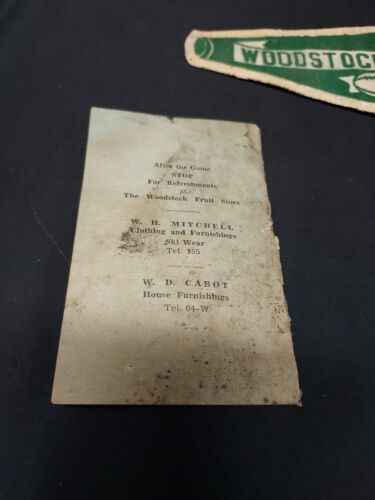 WOODSTOCK
After the Game
STOP
For Refreshments
at
The Woodstock Fruit Store
W. H. MITCHELL
Clothing and Furnishings
Ski Wear
Tel. 185
W. D. CABOT
House Furnishings
Tel. 64-W